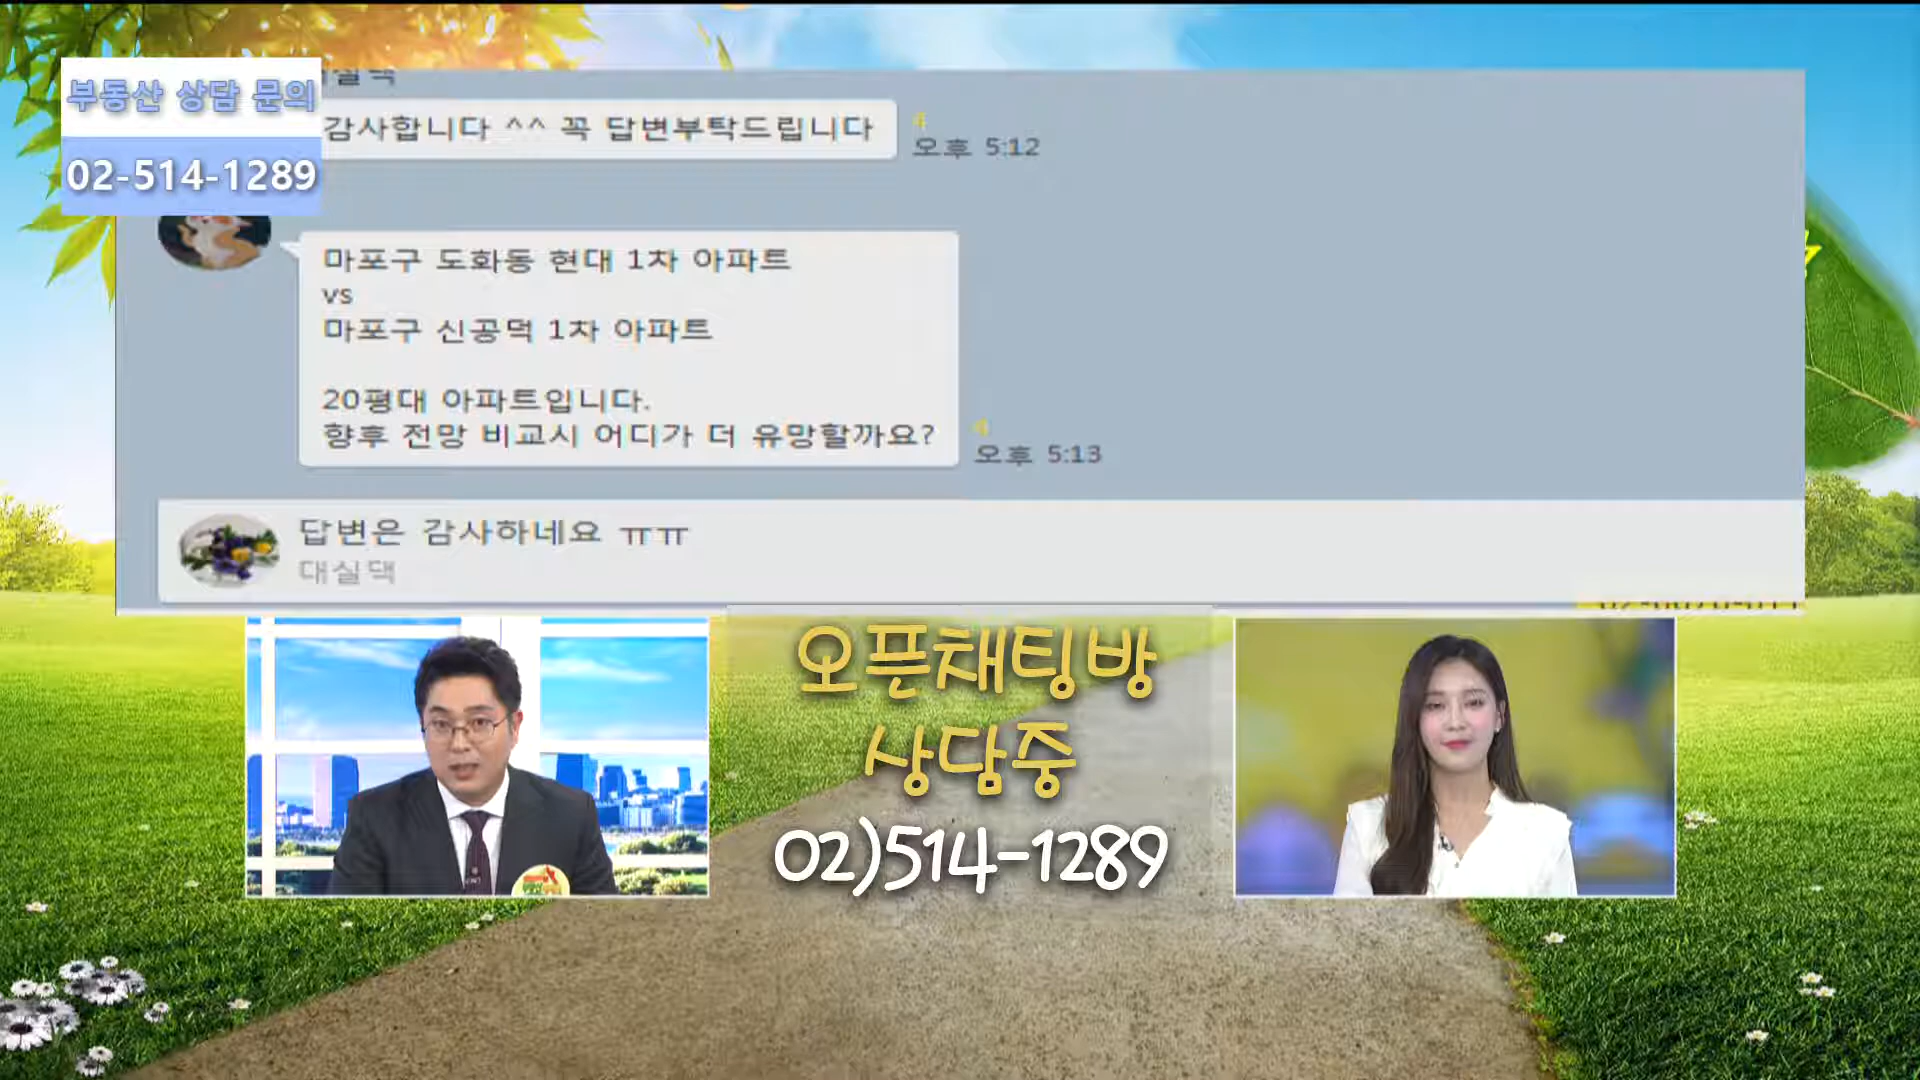 부동산 상담 문의
02-514-1289
감사합니다 ^^ 꼭 답변부탁드립니다
4
오후 5:12
마포구 도화동 현대 1차 아파트
vs
마포구 신공덕 1차 아파트
20평대 아파트입니다.
향후 전망 비교시 어디가 더 유망할까요?
4
오후 5:13
답변은 감사하네요 ㅠㅠ
대실댁
오픈채팅방
상담중
02)514-1289